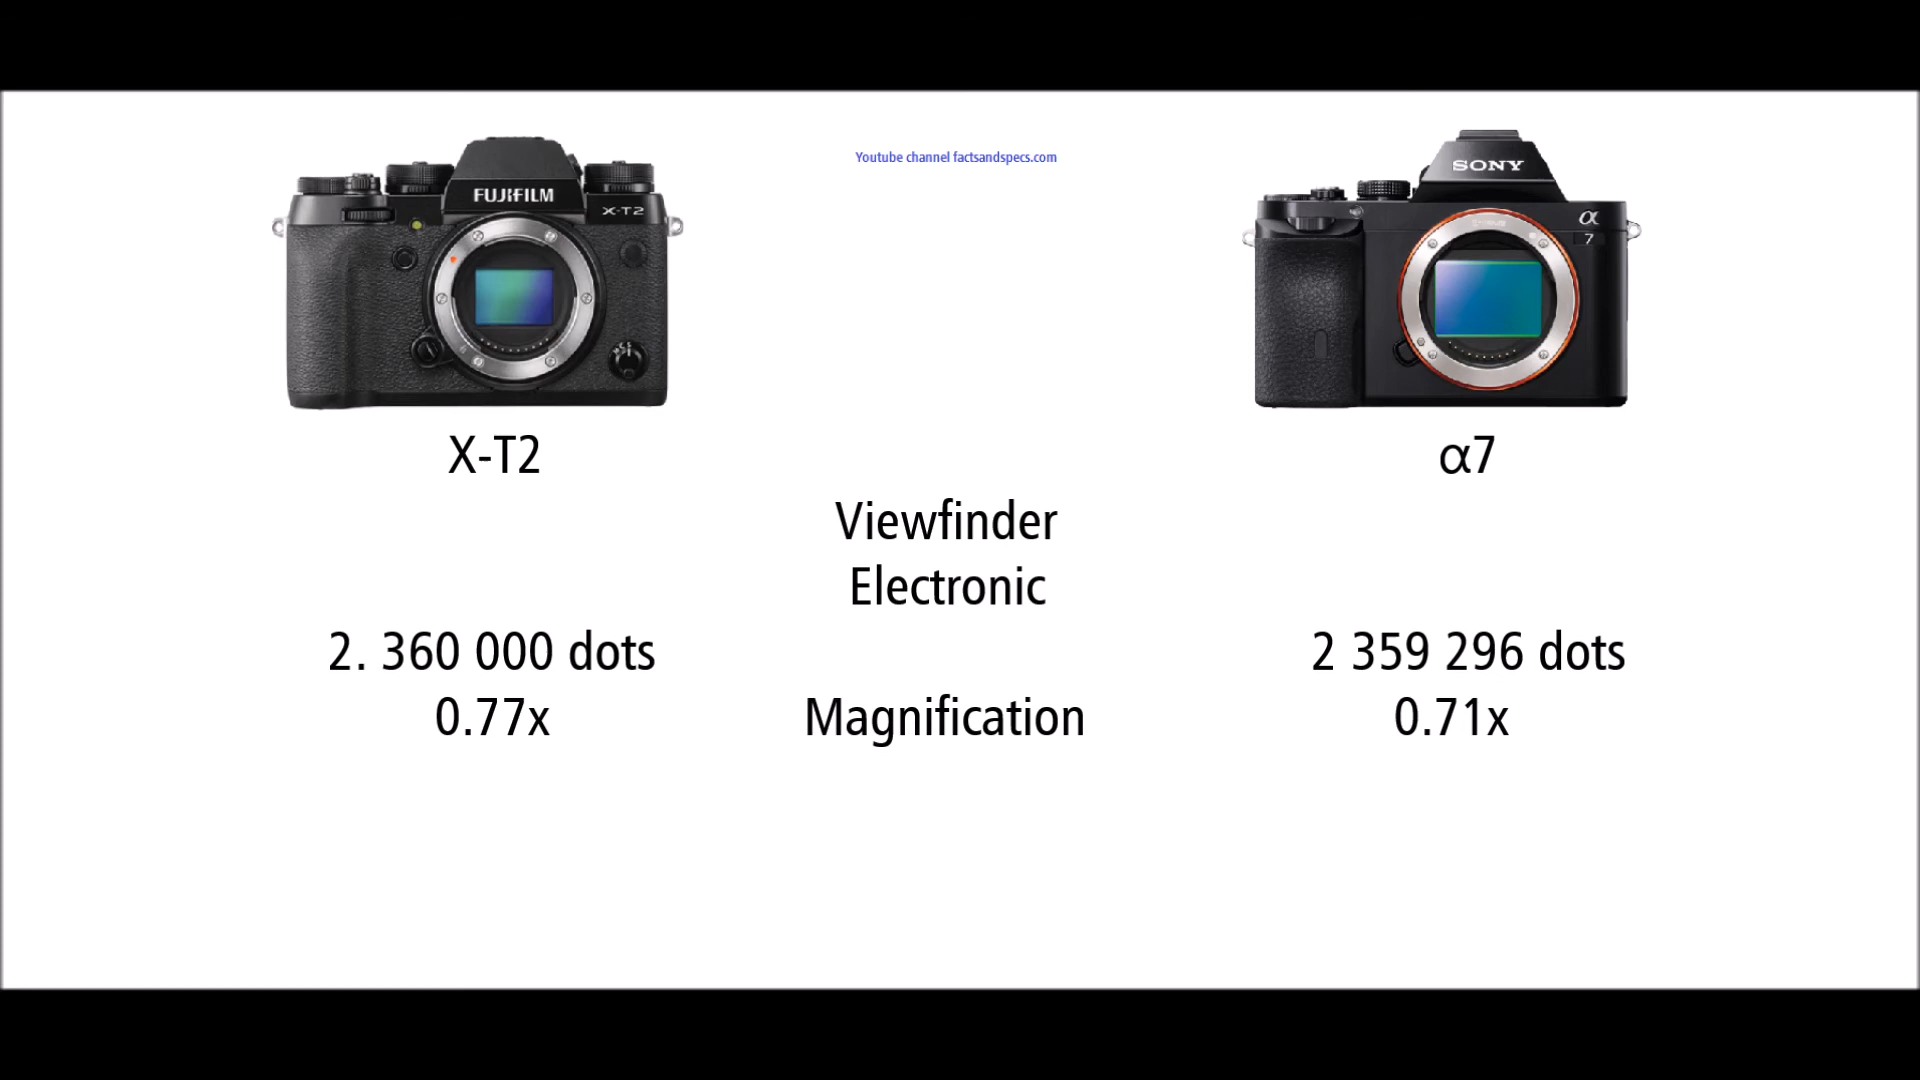 Youtube channel factsandspecs.com
FUJIFILM
X-T2
SONY
α
7
X-T2
α7
Viewfinder
Electronic
2. 360 000 dots
2 359 296 dots
0.77x
Magnification
0.71x